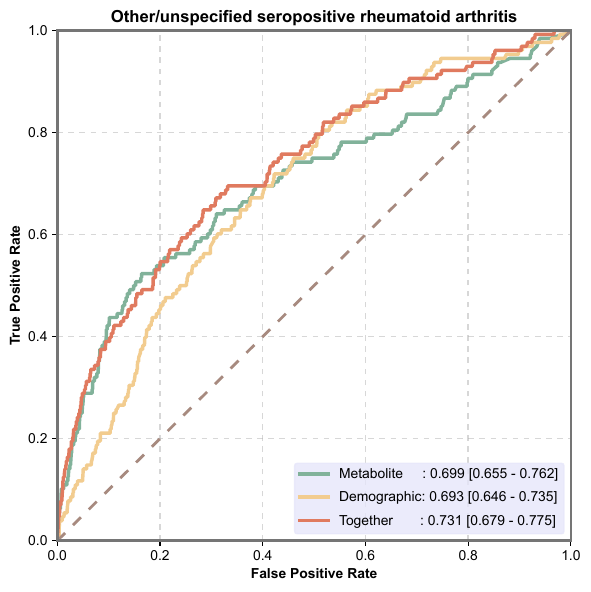 Other/unspecified seropositive rheumatoid arthritis
1.0
0.8
0.6
0.4
0.2
0.0
True Positive Rate
Metabolite : 0.699 [0.655 - 0.762]
Demographic: 0.693 [0.646 - 0.735]
Together : 0.731 [0.679 - 0.775]
0.0 0.2 0.4 0.6 0.8 1.0
False Positive Rate